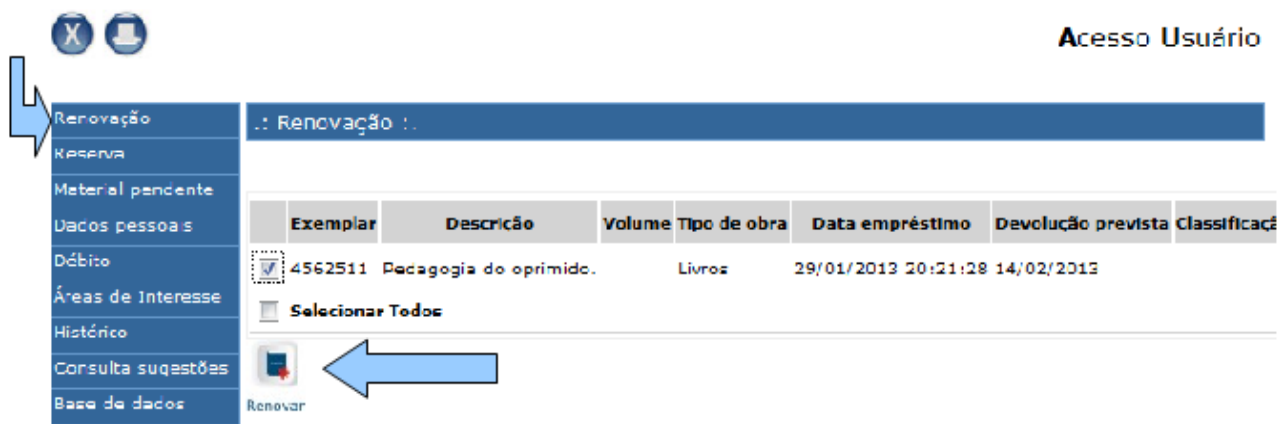 X
Acesso Usuário
Renovação
Reserva
Material pendente
Dados pessoais
Débito
Áreas de Interesse
Histórico
Consulta sugestões
Base de dados
.: Renovação :.
Exemplar Descrição Volume Tipo de obra Data empréstimo Devolução prevista Classificaçã
4562511 Pedagogia do oprimido. Livros 29/01/2013 20:21:28 14/02/2013
Selecionar Todos
Renovar